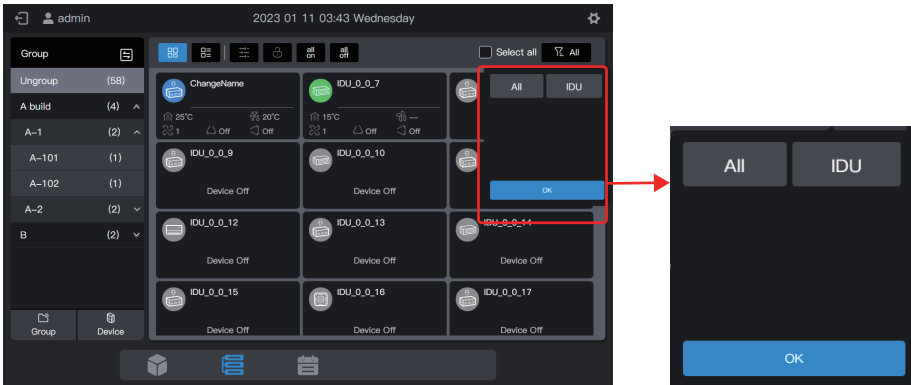 admin
2023 01 11 03:43 Wednesday
Group
all on
all off
Select all
All
Ungroup (58)
A build (4)
A-1 (2)
A-101 (1)
A-102 (1)
A-2 (2)
B (2)
Group
Device
ChangeName
25°C 20°C
1 Off Off
IDU_0_0_7
15°C --
1 Off Off
All IDU
OK
IDU_0_0_9
Device Off
IDU_0_0_10
Device Off
IDU_0_0_12
Device Off
IDU_0_0_13
Device Off
IDU_0_0_14
Device Off
IDU_0_0_15
Device Off
IDU_0_0_16
Device Off
IDU_0_0_17
Device Off
All IDU
OK